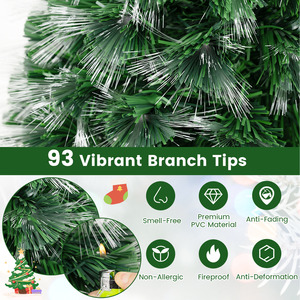 93 Vibrant Branch Tips
Smell-Free
Premium
PVC Material
Anti-Fading
Non-Allergic
Fireproof
Anti-Deformation